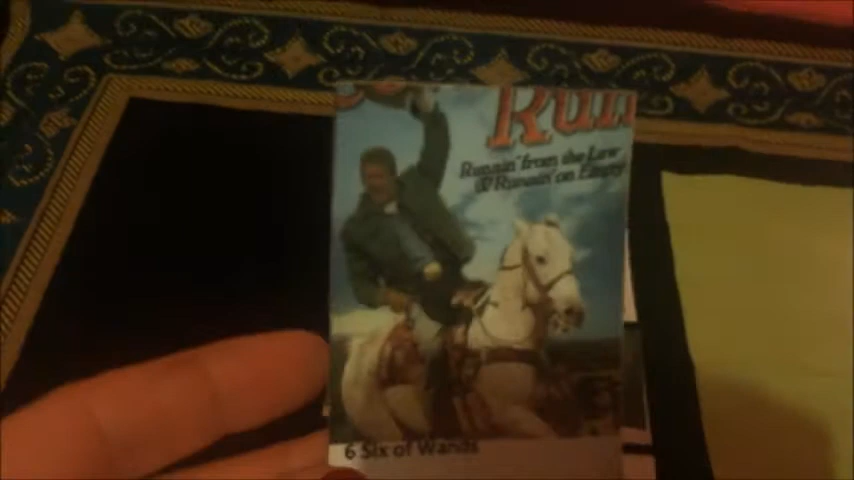 Run
Runnin' from the Law
& Runnin' on Empty
6 Six of Wands